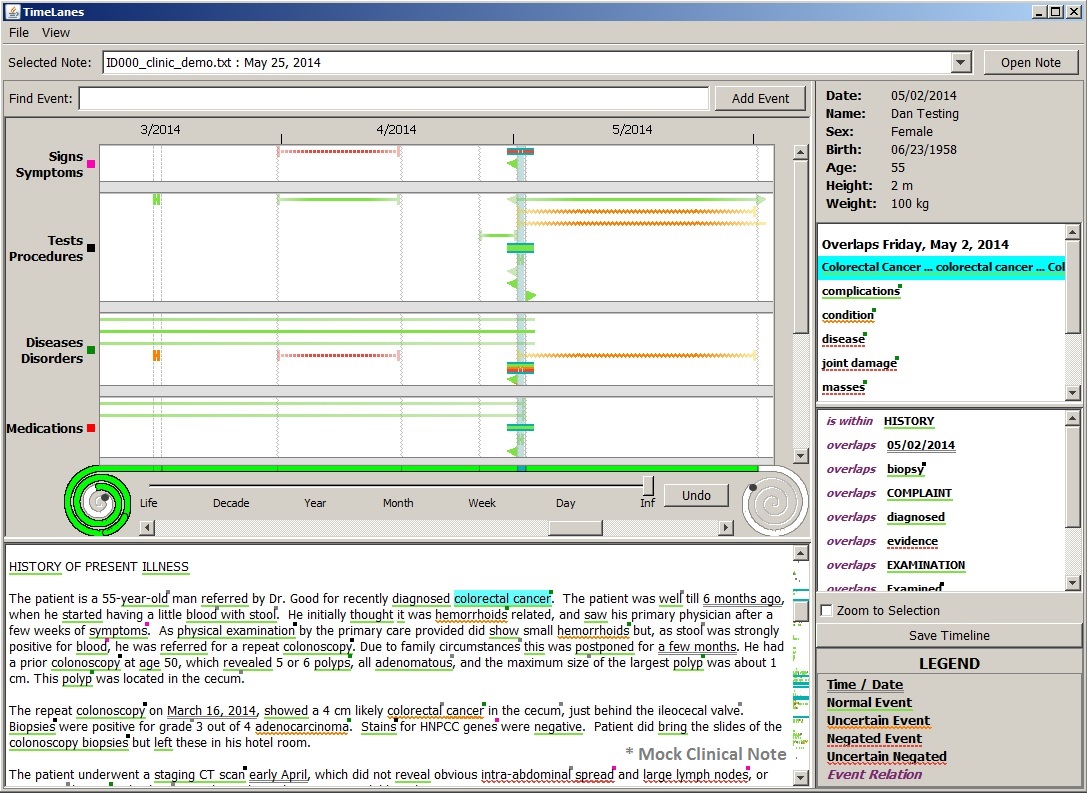 TimeLanes
File View
Selected Note: ID000_clinic_demo.txt : May 25, 2014 Open Note
Find Event: Add Event
3/2014 4/2014 5/2014
Signs
Symptoms
Tests
Procedures
Diseases
Disorders
Medications
Life Decade Year Month Week Day Inf Undo
HISTORY OF PRESENT ILLNESS
The patient is a 55-year-old man referred by Dr. Good for recently diagnosed colorectal cancer. The patient was well till 6 months ago,
when he started having a little blood with stool. He initially thought it was hemorrhoids related, and saw his primary physician after a
few weeks of symptoms. As physical examination by the primary care provided did show small hemorrhoids but, as stool was strongly
positive for blood, he was referred for a repeat colonoscopy. Due to family circumstances this was postponed for a few months. He had
a prior colonoscopy at age 50, which revealed 5 or 6 polyps, all adenomatous, and the maximum size of the largest polyp was about 1
cm. This polyp was located in the cecum.
The repeat colonoscopy on March 16, 2014, showed a 4 cm likely colorectal cancer in the cecum, just behind the ileocecal valve.
Biopsies were positive for grade 3 out of 4 adenocarcinoma. Stains for HNPCC genes were negative. Patient did bring the slides of the
colonoscopy biopsies but left these in his hotel room.
* Mock Clinical Note
The patient underwent a staging CT scan early April, which did not reveal obvious intra-abdominal spread and large lymph nodes, or
Date: 05/02/2014
Name: Dan Testing
Sex: Female
Birth: 06/23/1958
Age: 55
Height: 2 m
Weight: 100 kg
Overlaps Friday, May 2, 2014
Colorectal Cancer ... colorectal cancer ... Col
complications
condition
disease
joint damage
masses
is within HISTORY
overlaps 05/02/2014
overlaps biopsy
overlaps COMPLAINT
overlaps diagnosed
overlaps evidence
overlaps EXAMINATION
overlaps Examined
Zoom to Selection
Save Timeline
LEGEND
Time / Date
Normal Event
Uncertain Event
Negated Event
Uncertain Negated
Event Relation